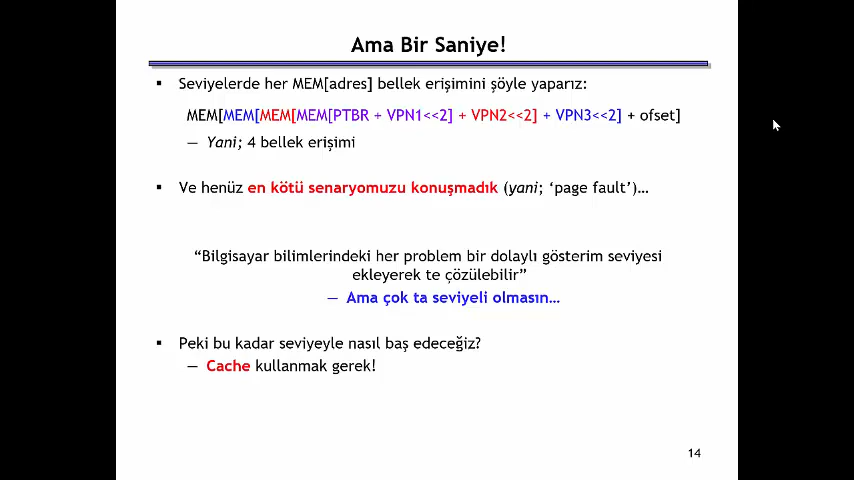 Ama Bir Saniye!
▪ Seviyelerde her MEM[adres] bellek erişimini şöyle yaparız:
MEM[MEM[MEM[MEM[PTBR + VPN1<<2] + VPN2<<2] + VPN3<<2] + ofset]
— Yani; 4 bellek erişimi
▪ Ve henüz en kötü senaryomuzu konuşmadık (yani; ‘page fault’)…
“Bilgisayar bilimlerindeki her problem bir dolaylı gösterim seviyesi
ekleyerek te çözülebilir”
— Ama çok ta seviyeli olmasın…
▪ Peki bu kadar seviyeyle nasıl baş edeceğiz?
— Cache kullanmak gerek!
14